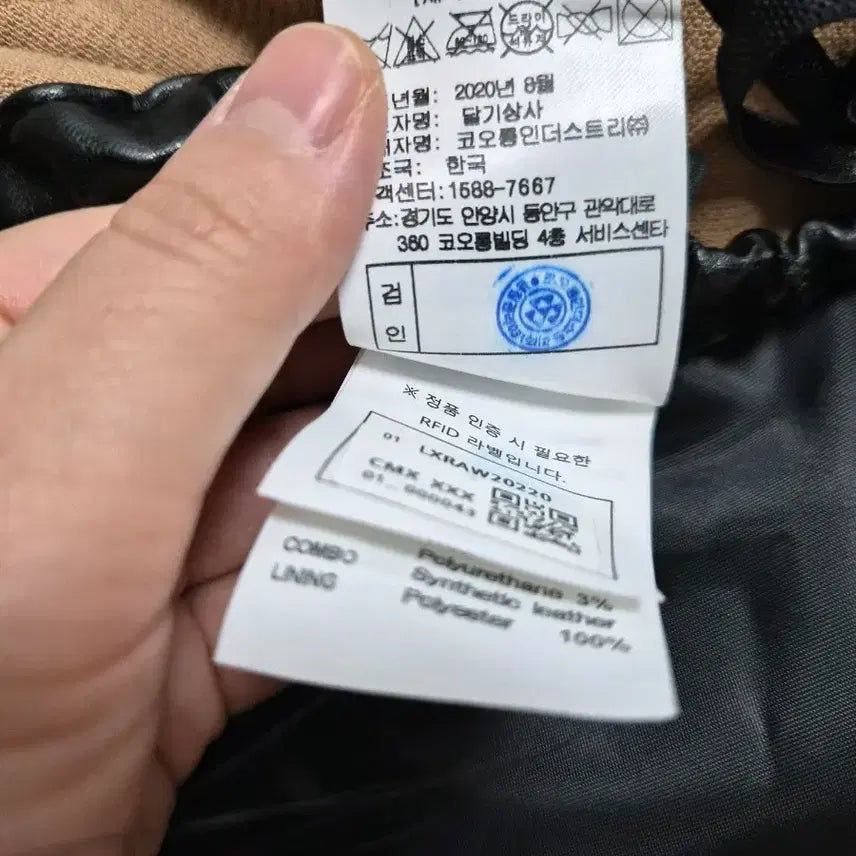 년월: 2020년 8월
자명: 달기상사
자명: 코오롱인더스트리㈜
조국: 한국
객센터: 1588-7667
주소:경기도 안양시 동안구 관악대로
360 코오롱빌딩 4층 서비스센타
검
인
※ 정품 인증 시 필요한
RFID 라벨입니다.
01 LXRAW20220
CMX XXX
COMBO Polyurethane 3%
Synthetic leather
LINING Polyester 100%